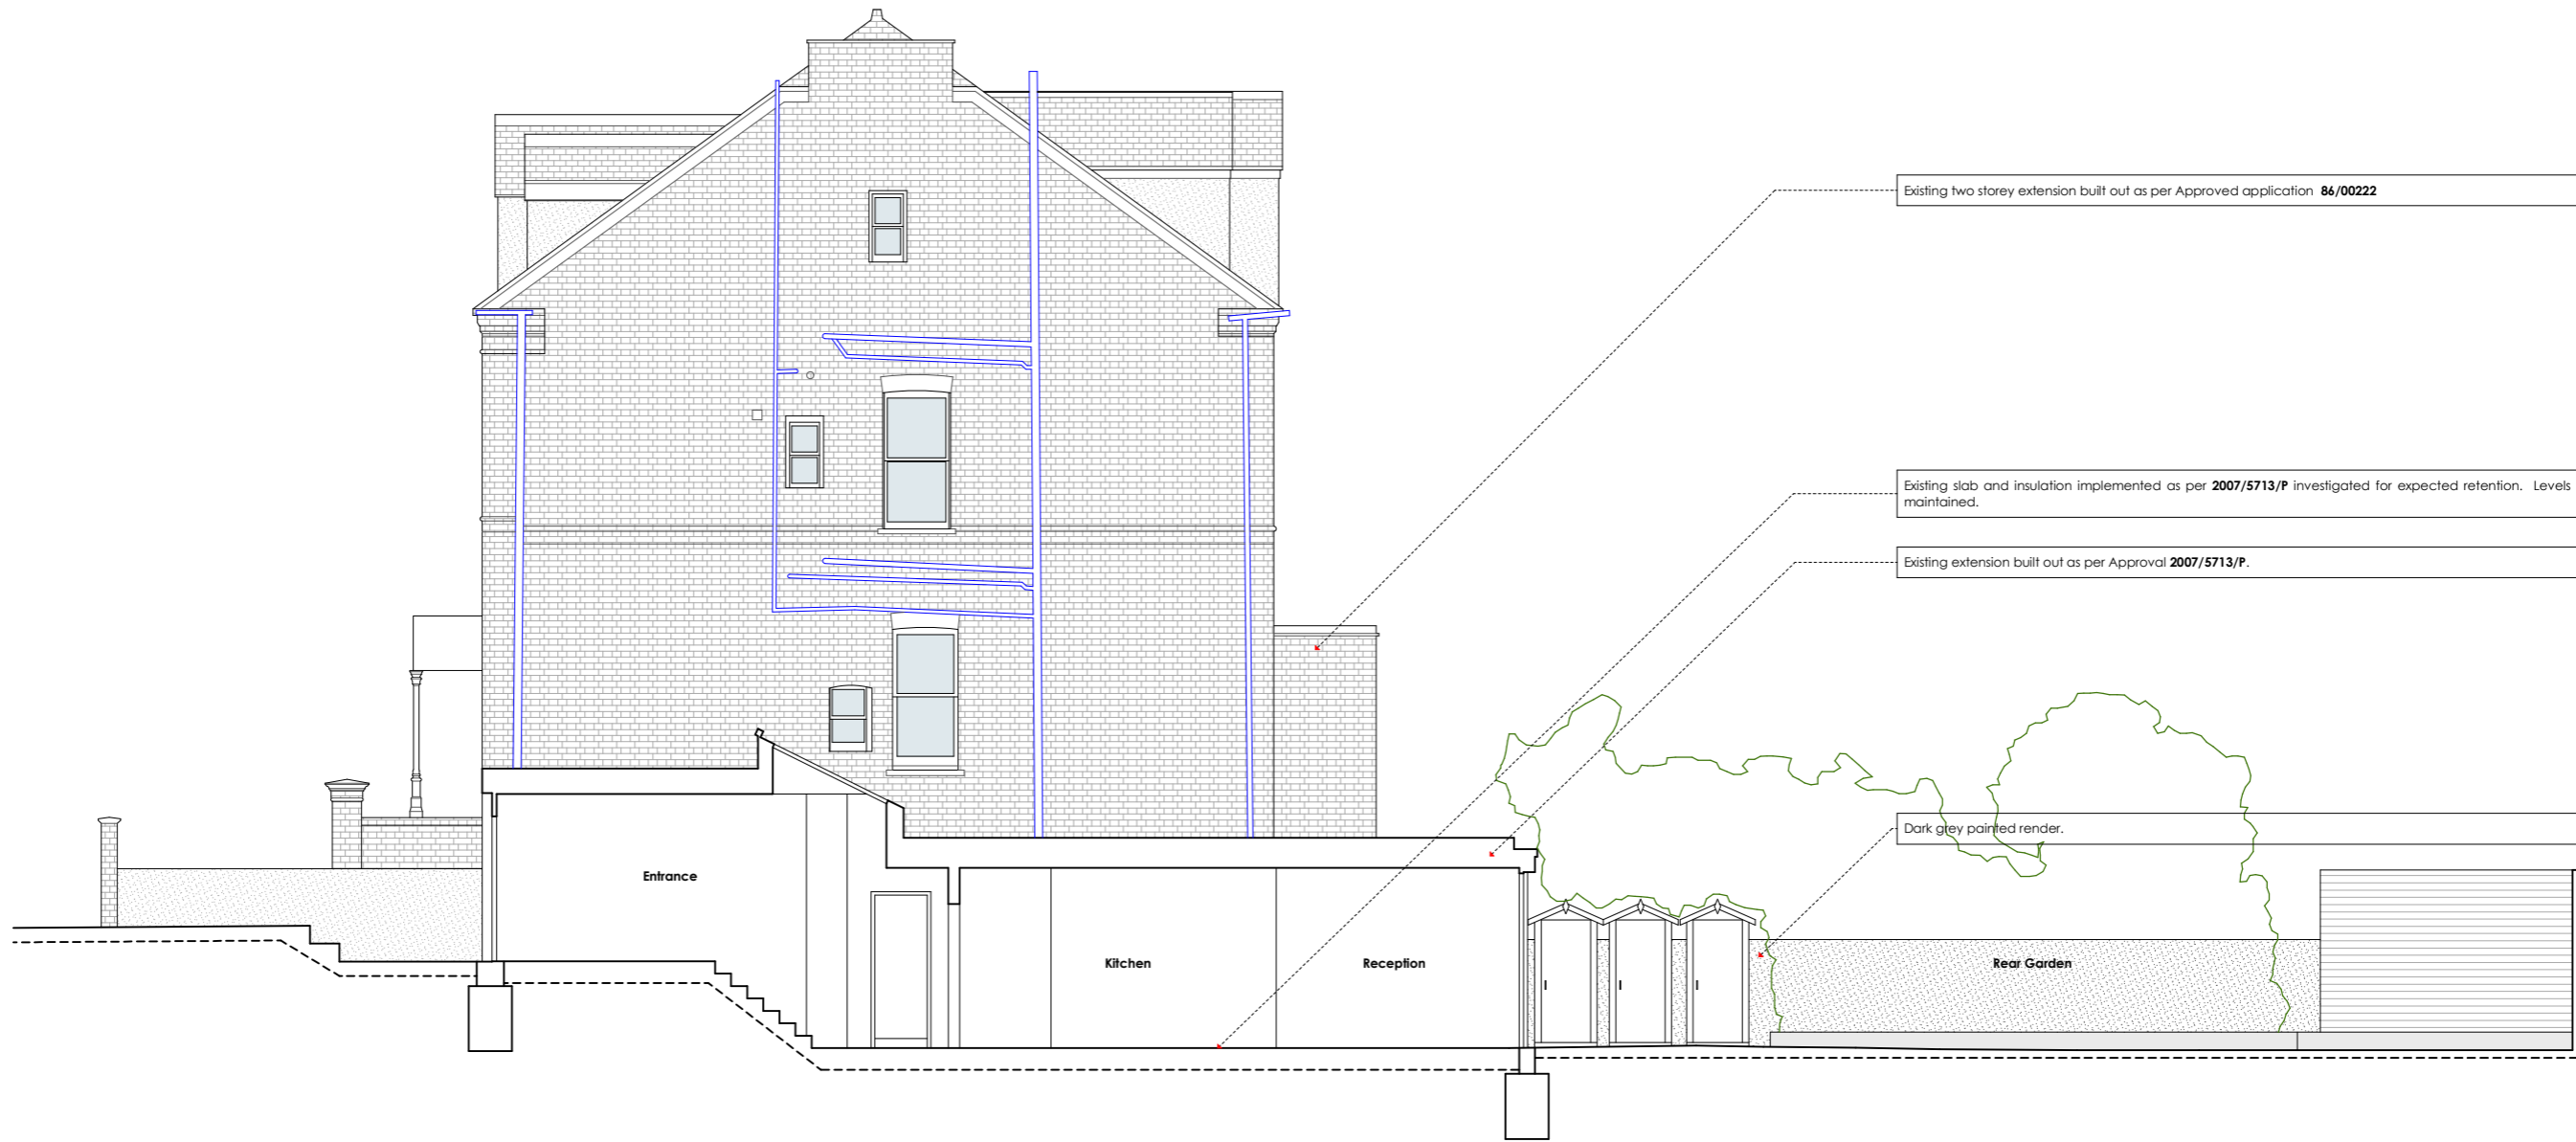 Existing two storey extension built out as per Approved application 86/00222
Existing slab and insulation implemented as per 2007/5713/P investigated for expected retention. Levels
maintained.
Existing extension built out as per Approval 2007/5713/P.
Dark grey painted render.
Entrance
Kitchen
Reception
Rear Garden